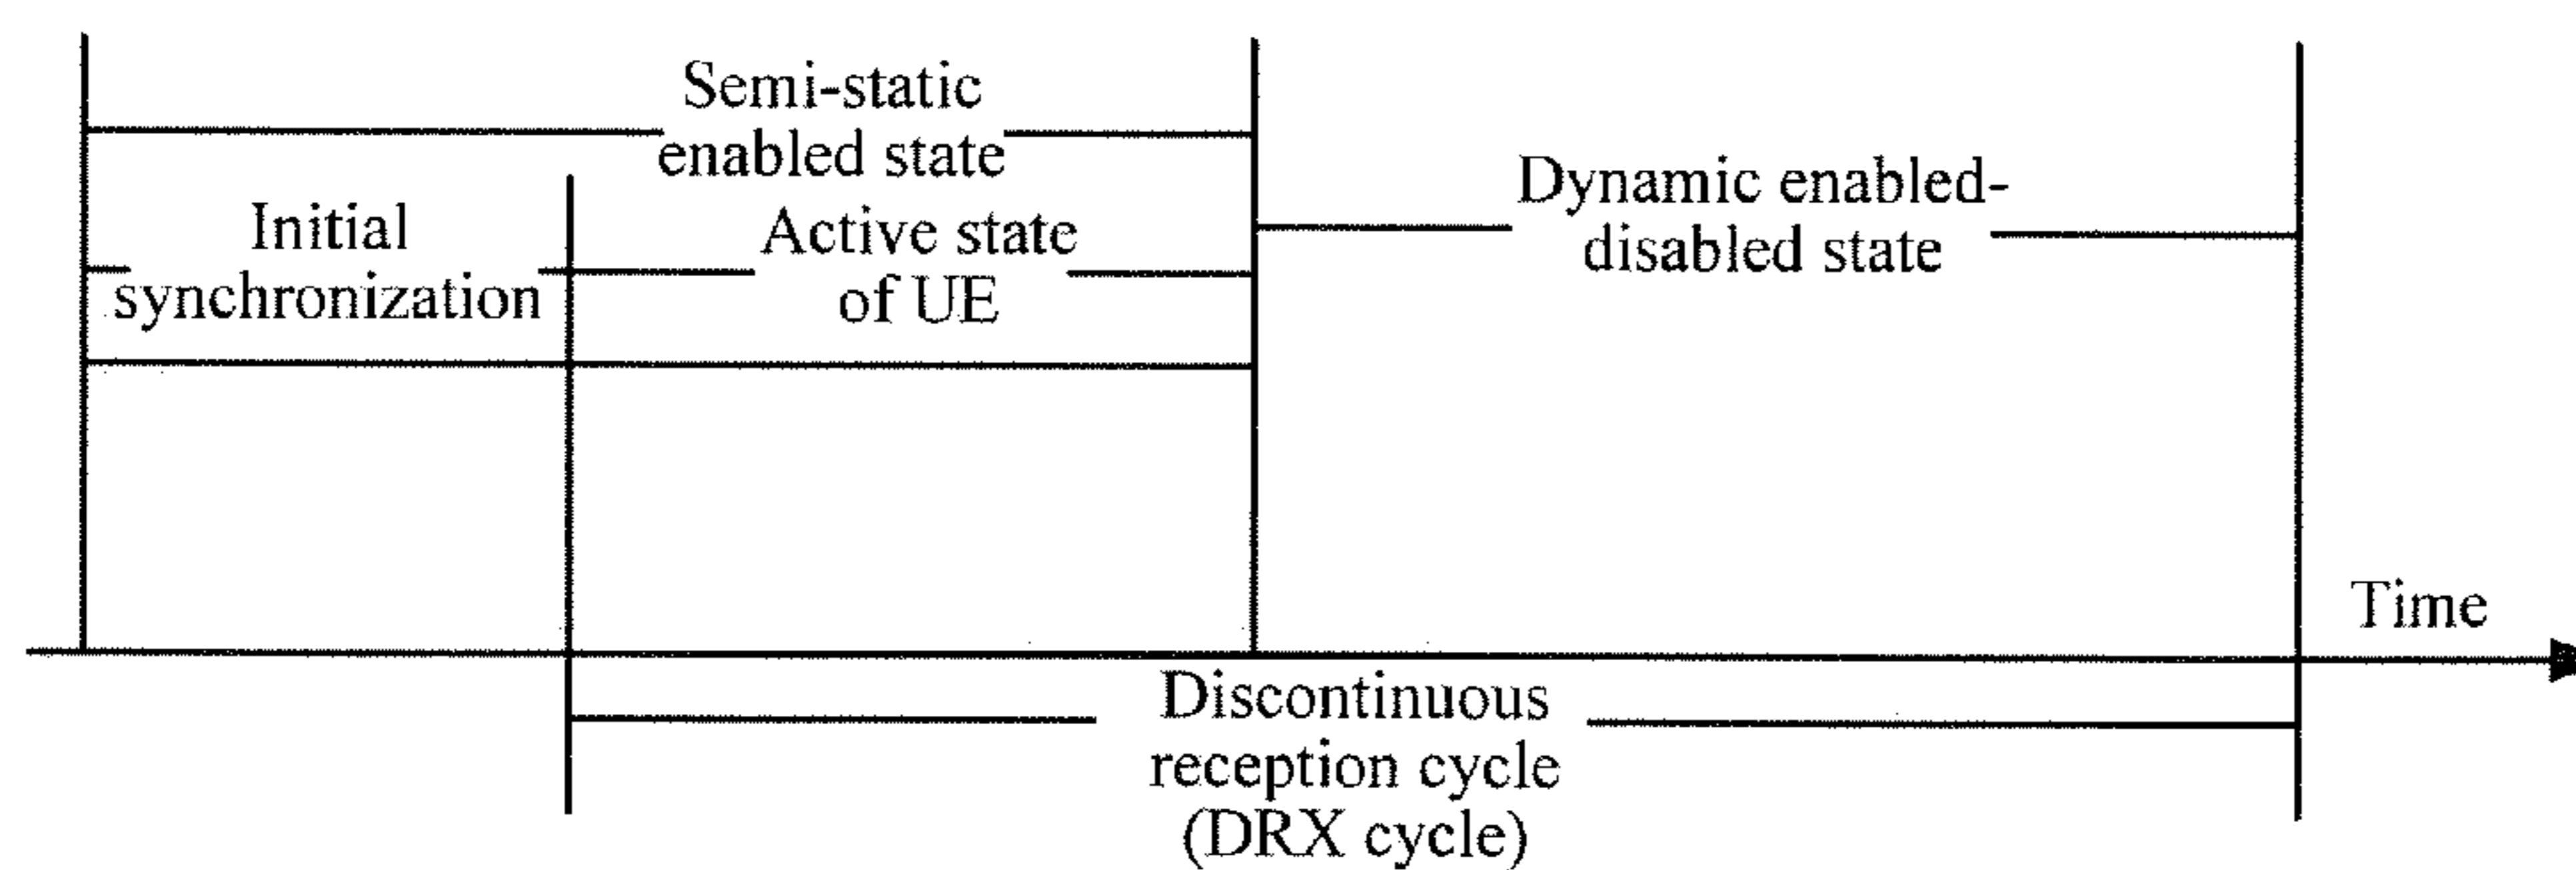 Semi-static
enabled state
Initial
synchronization
Active state
of UE
Dynamic enabled-
disabled state
Time
Discontinuous
reception cycle
(DRX cycle)